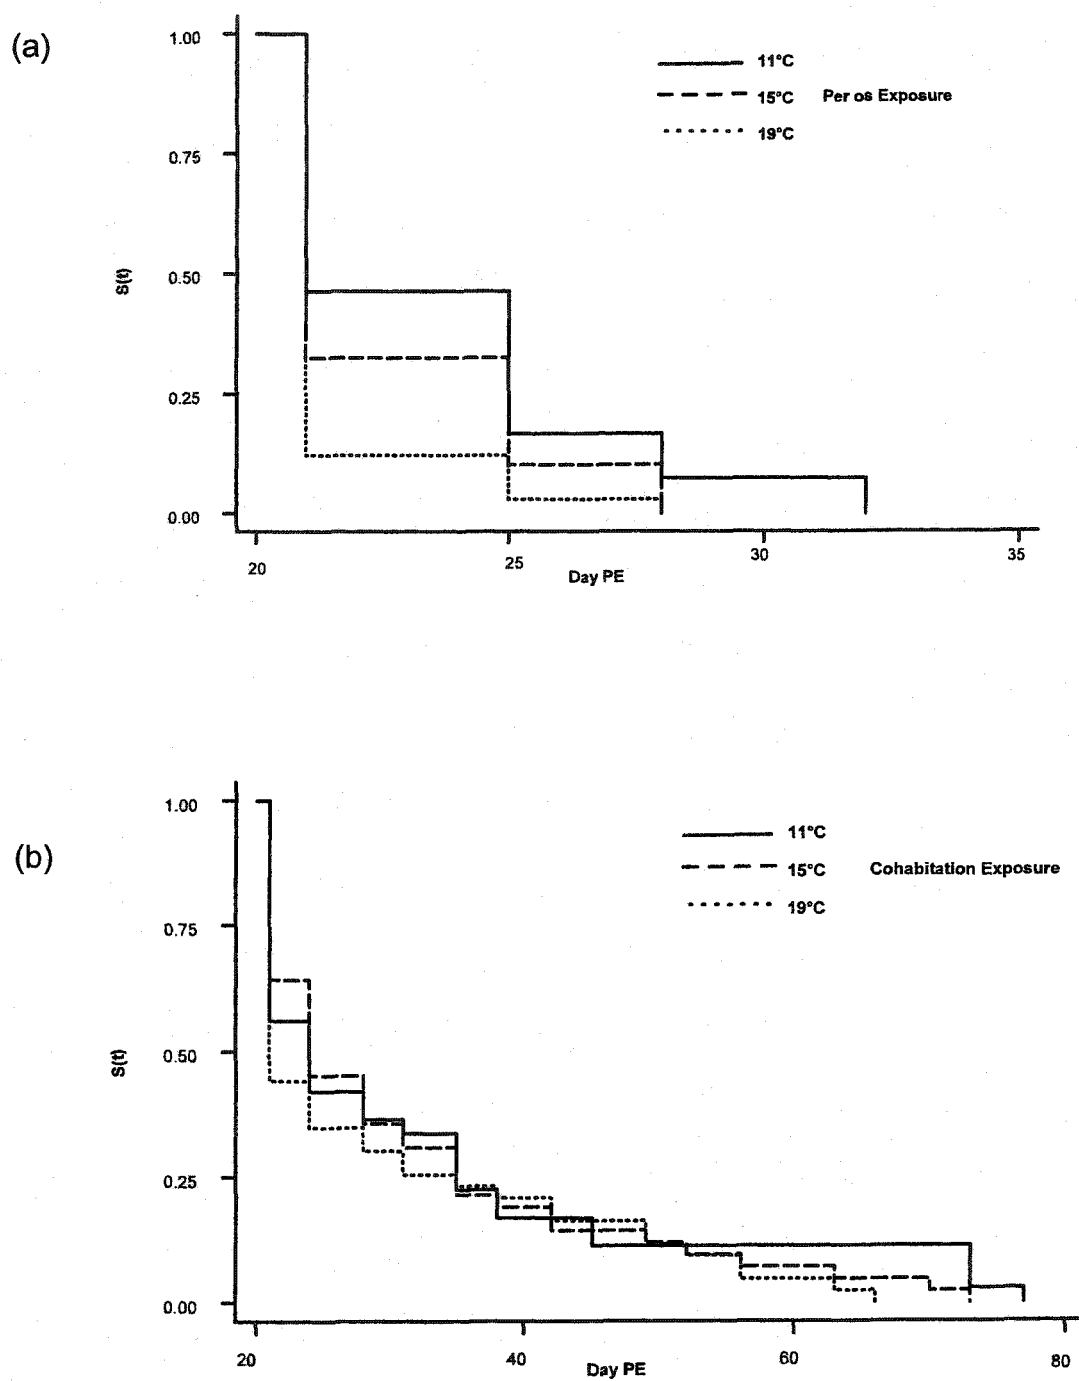 (a)
1.00
0.75
0.50
0.25
0.00
S(t)
11°C
15°C Per os Exposure
19°C
20 25 30 35
Day PE
(b)
1.00
0.75
0.50
0.25
0.00
S(t)
11°C
15°C Cohabitation Exposure
19°C
20 40 60 80
Day PE